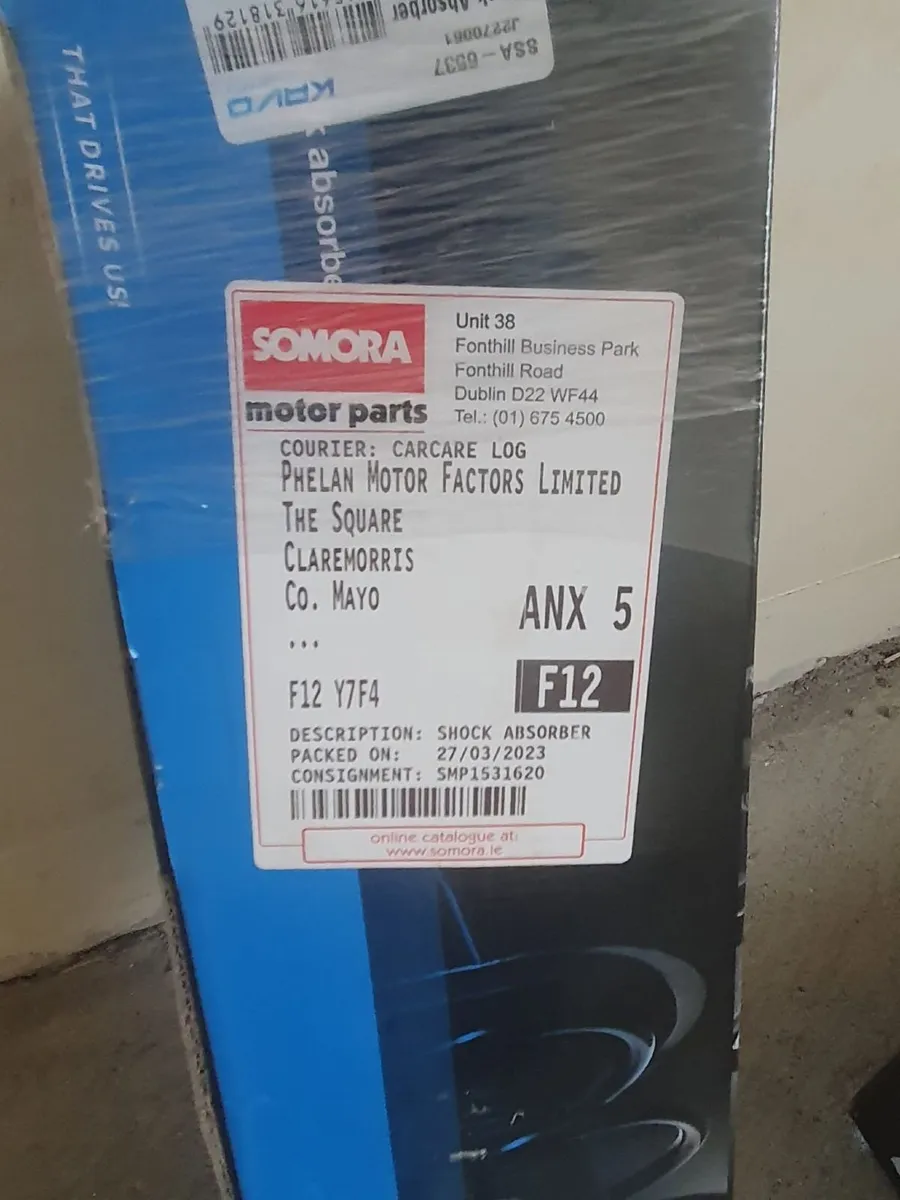 318129
Absorber
J2270061
SSA-6537
KAVO
absorbe
THAT DRIVES US!
SOMORA
motor parts
Unit 38
Fonthill Business Park
Fonthill Road
Dublin D22 WF44
Tel.: (01) 675 4500
COURIER: CARCARE LOG
PHELAN MOTOR FACTORS LIMITED
THE SQUARE
CLAREMORRIS
CO. MAYO
ANX 5
...
F12 Y7F4
F12
DESCRIPTION: SHOCK ABSORBER
PACKED ON: 27/03/2023
CONSIGNMENT: SMP1531620
online catalogue at:
www.somora.ie